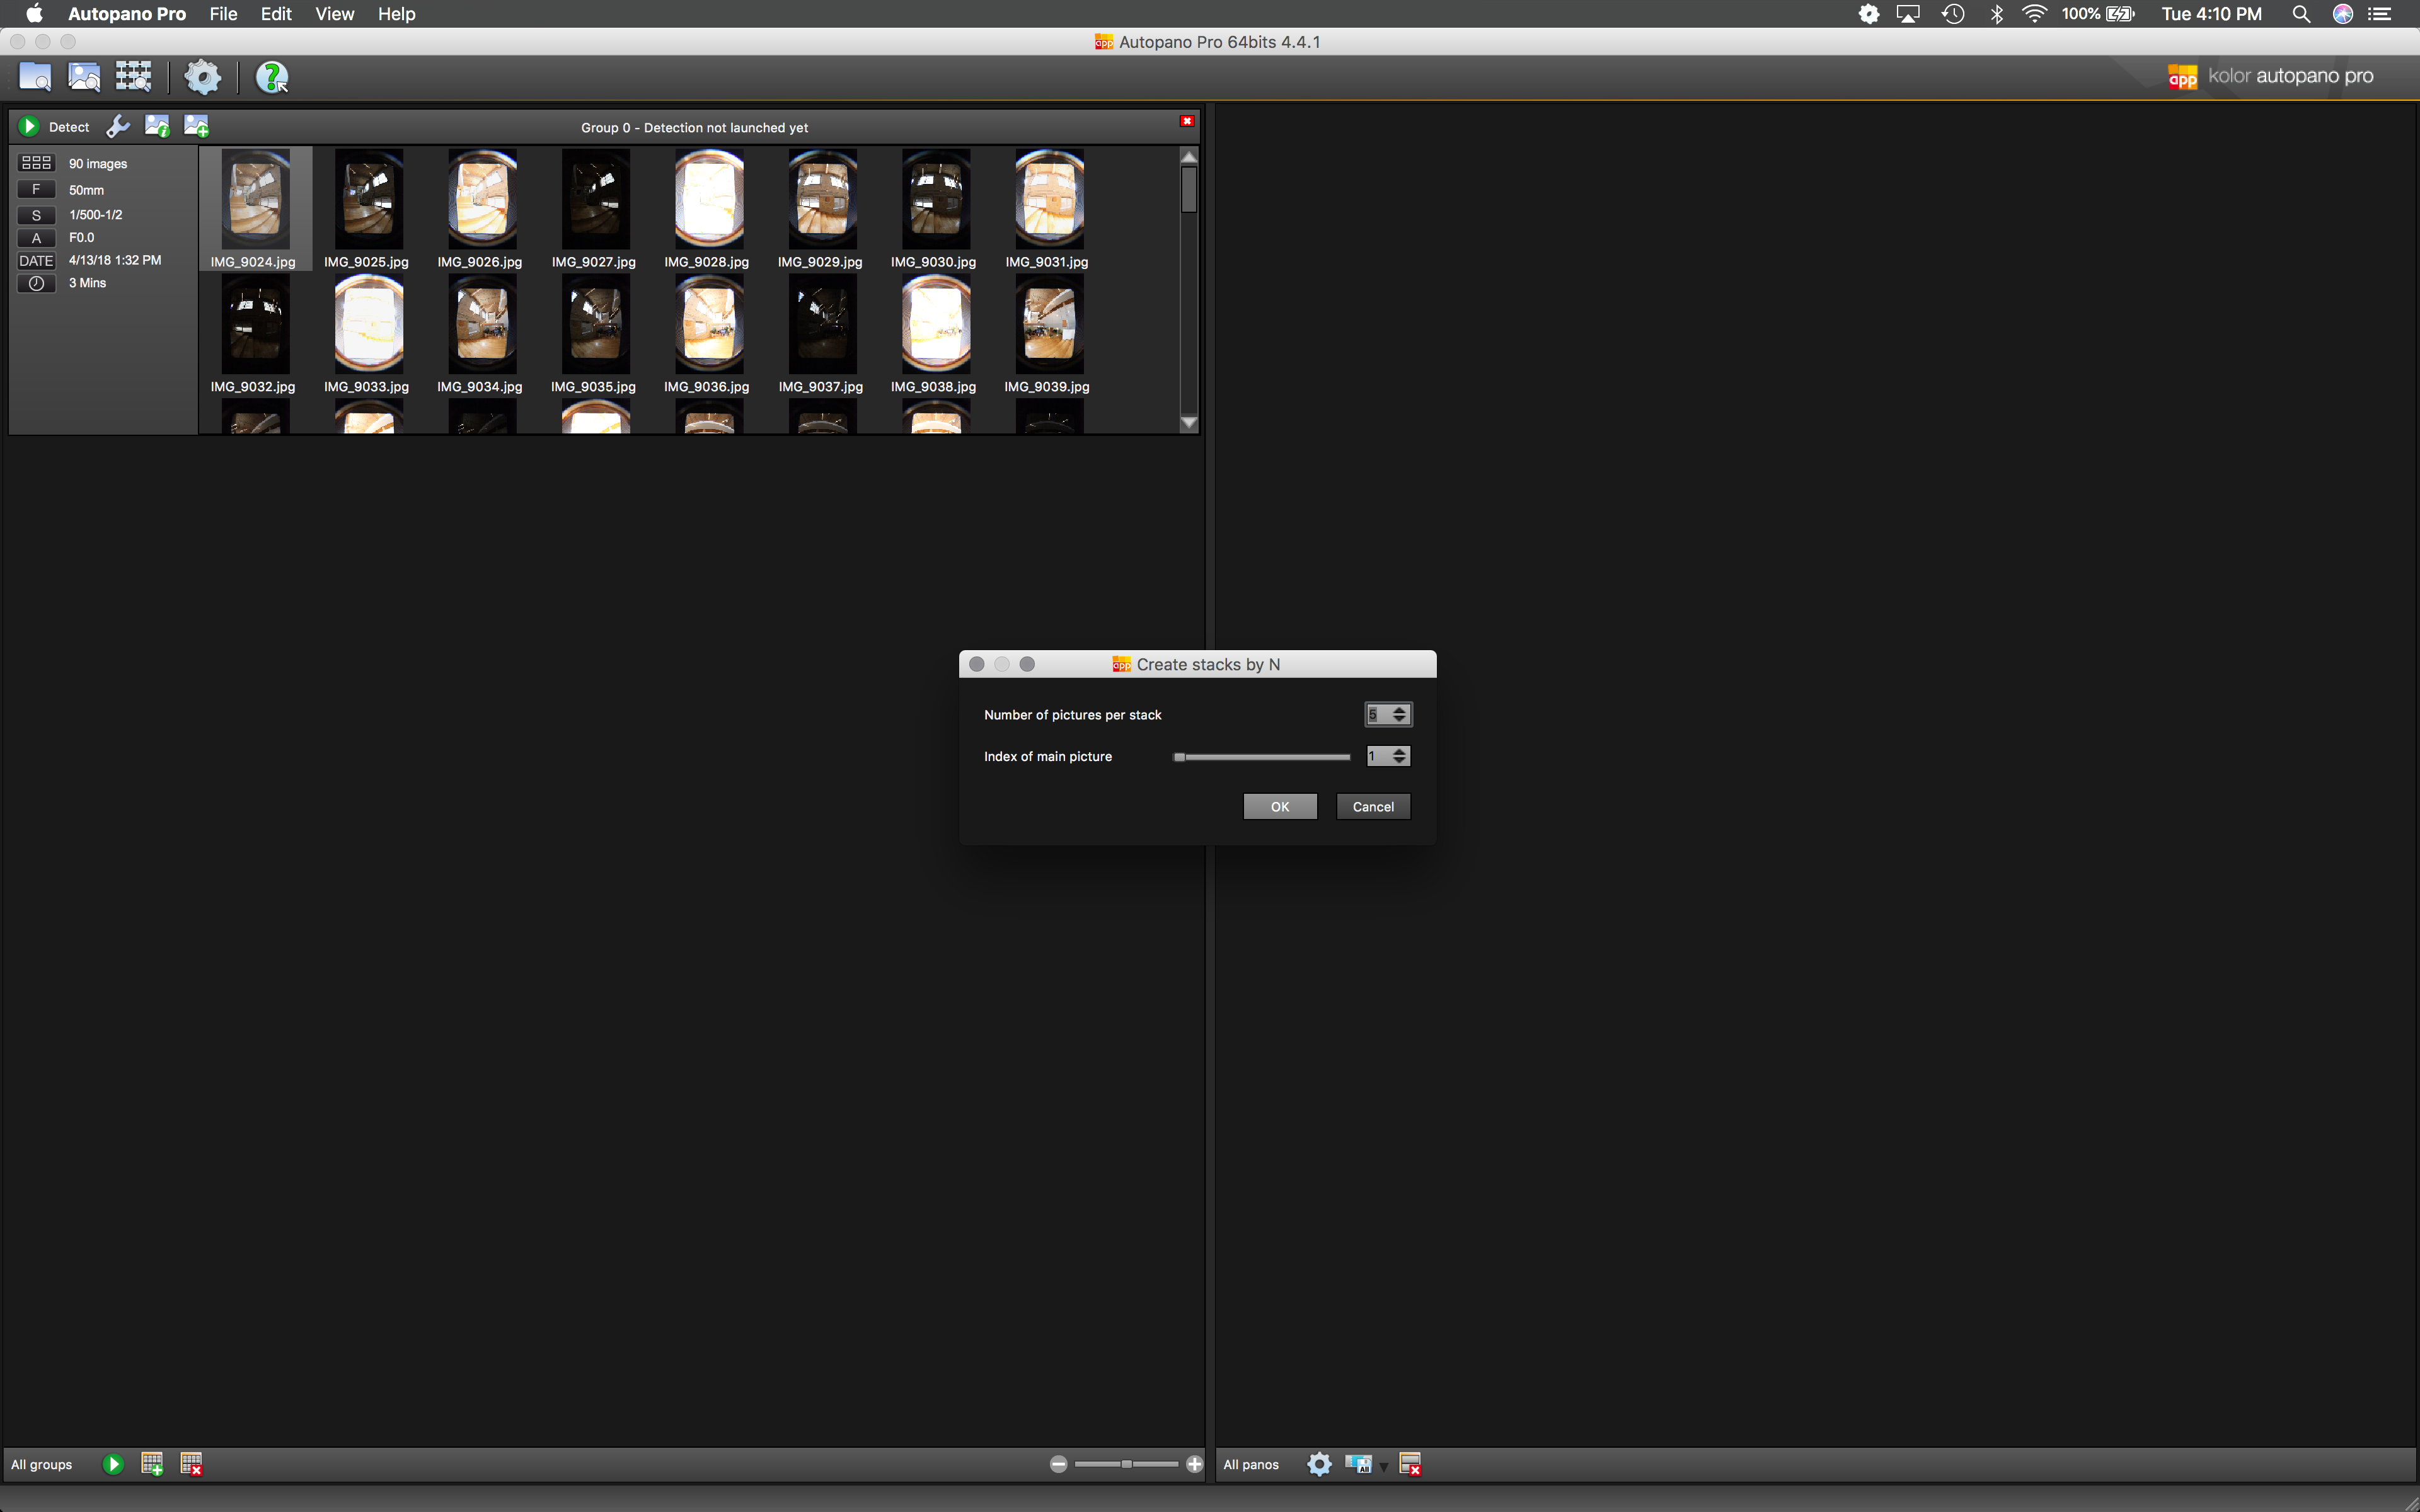 Autopano Pro File Edit View Help 100% Tue 4:10 PM
app Autopano Pro 64bits 4.4.1
app kolor autopano pro
Detect Group 0 - Detection not launched yet
90 images
F 50mm
S 1/500-1/2
A F0.0
DATE 4/13/18 1:32 PM
3 Mins
IMG_9024.jpg IMG_9025.jpg IMG_9026.jpg IMG_9027.jpg IMG_9028.jpg IMG_9029.jpg IMG_9030.jpg IMG_9031.jpg
IMG_9032.jpg IMG_9033.jpg IMG_9034.jpg IMG_9035.jpg IMG_9036.jpg IMG_9037.jpg IMG_9038.jpg IMG_9039.jpg
app Create stacks by N
Number of pictures per stack 5
Index of main picture 1
OK Cancel
All groups All panos All